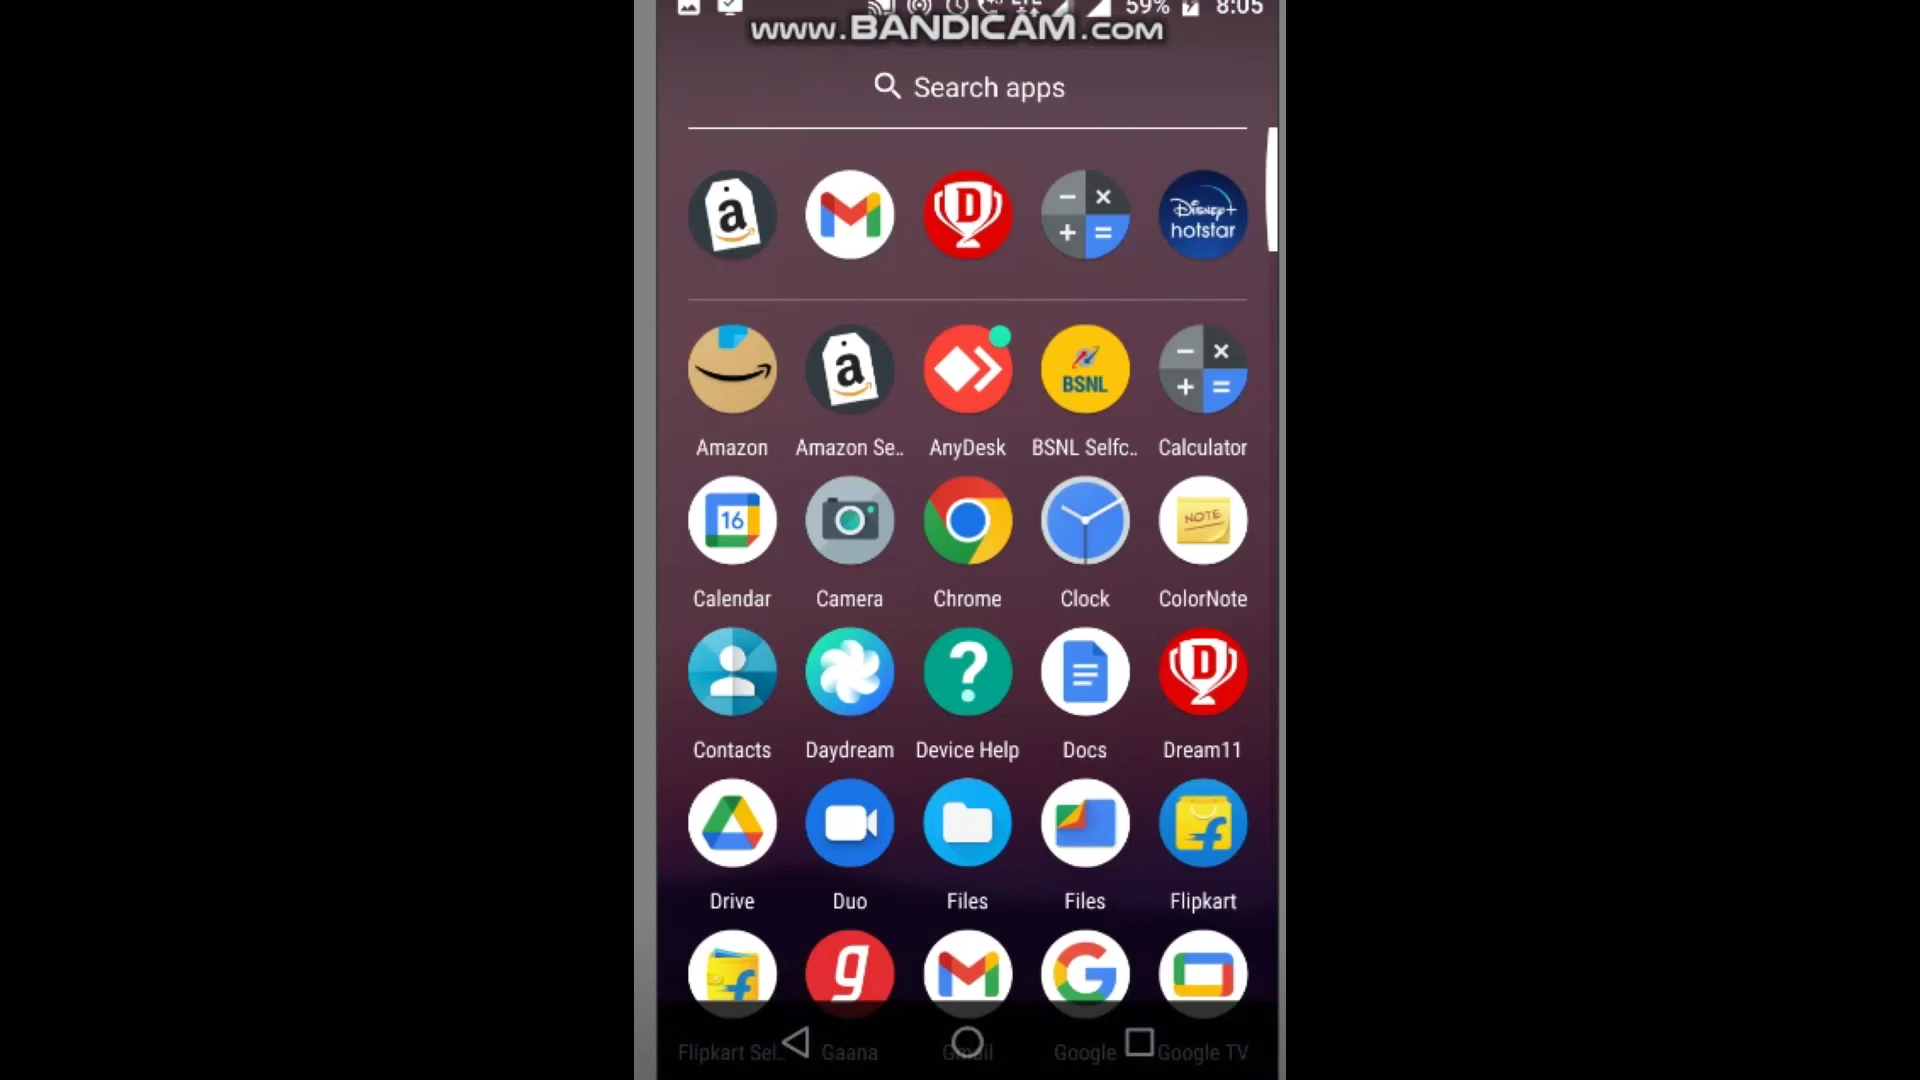 59% 8:05
www.BANDICAM.com
Search apps
a
D
Disney+
hotstar
a
BSNL
Amazon Amazon Se.. AnyDesk BSNL Selfc.. Calculator
16
NOTE
Calendar Camera Chrome Clock ColorNote
?
D
Contacts Daydream Device Help Docs Dream11
f
Drive Duo Files Files Flipkart
f
g
G
Flipkart Sel.. Gaana Gmail Google Google TV